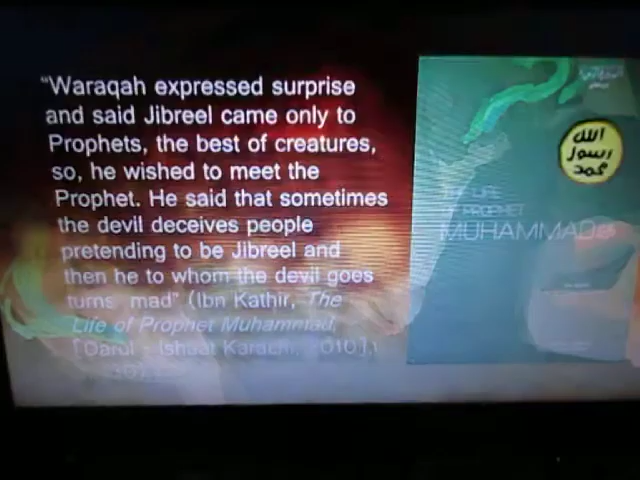 “Waraqah expressed surprise
and said Jibreel came only to
Prophets, the best of creatures,
so, he wished to meet the
Prophet. He said that sometimes
the devil deceives people
pretending to be Jibreel and
then he to whom the devil goes
turns mad” (Ibn Kathir, The
Life of Prophet Muhammad,
[Darul - Ishaat Karachi, 2010],
THE LIFE
OF PROPHET
MUHAMMAD
الله
رسول
محمد